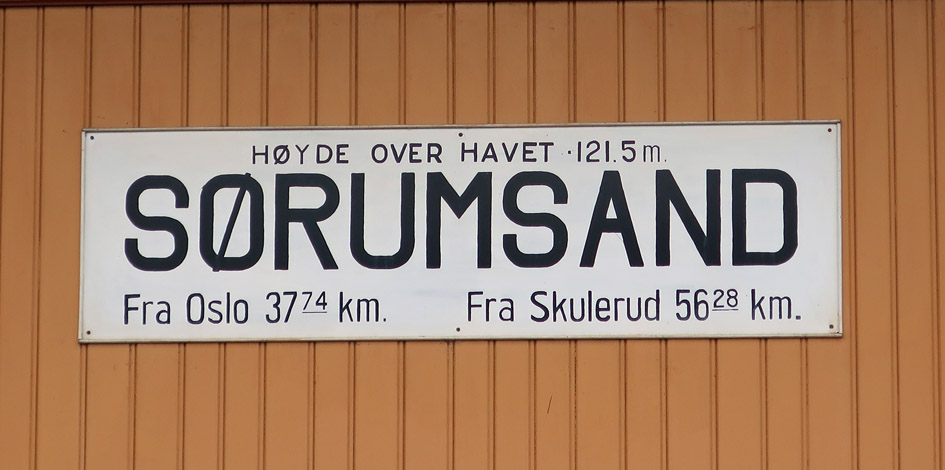 HØYDE OVER HAVET ·121.5 m.
SØRUMSAND
Fra Oslo 37⁷⁴ km. Fra Skulerud 56²⁸ km.